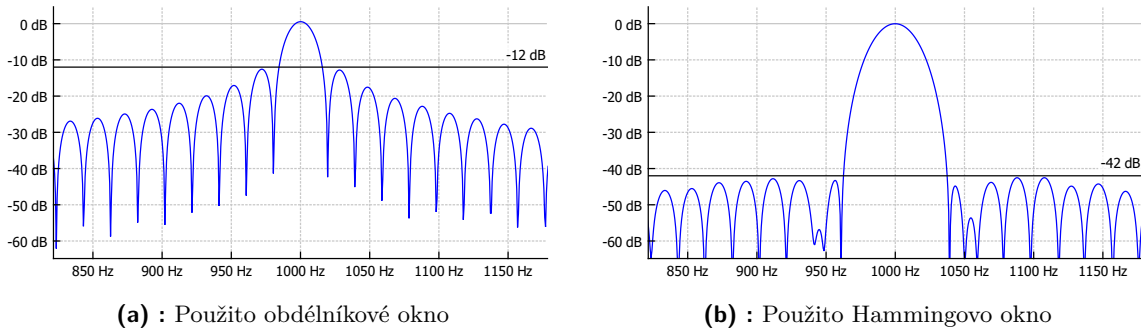 0 dB
-10 dB
-20 dB
-30 dB
-40 dB
-50 dB
-60 dB
-12 dB
850 Hz 900 Hz 950 Hz 1000 Hz 1050 Hz 1100 Hz 1150 Hz
(a) : Použito obdélníkové okno
0 dB
-10 dB
-20 dB
-30 dB
-40 dB
-50 dB
-60 dB
-42 dB
850 Hz 900 Hz 950 Hz 1000 Hz 1050 Hz 1100 Hz 1150 Hz
(b) : Použito Hammingovo okno